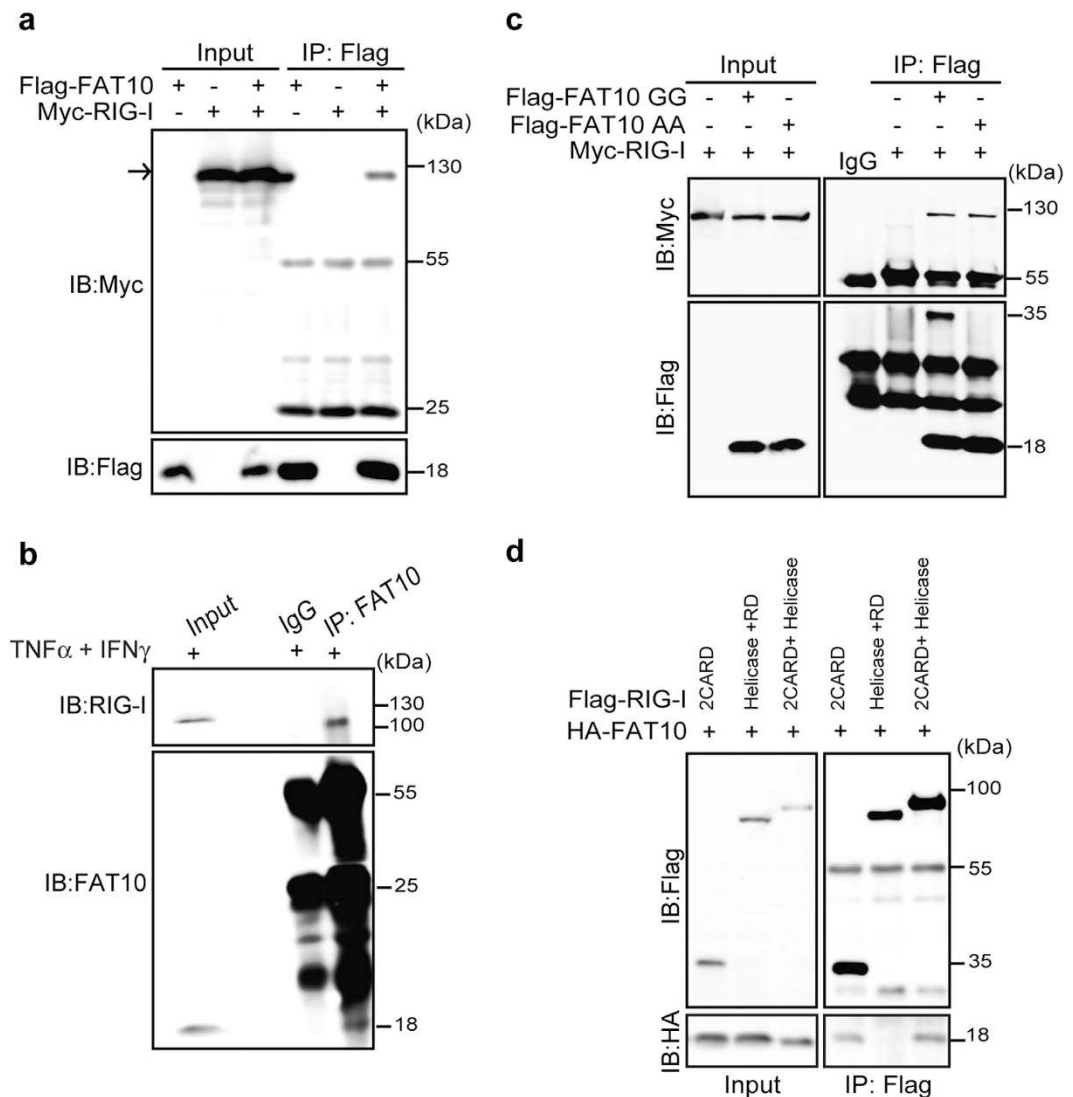 a
Input IP: Flag
Flag-FAT10 + - + + - +
Myc-RIG-I - + + - + +
(kDa)
→
130
IB:Myc
55
25
IB:Flag
18
b
Input IgG IP: FAT10
TNFα + IFNγ + + +
(kDa)
IB:RIG-I
130
100
IB:FAT10
55
25
18
c
Input IP: Flag
Flag-FAT10 GG - + - - + -
Flag-FAT10 AA - - + - - +
Myc-RIG-I + + + IgG + + +
(kDa)
IB:Myc
130
55
IB:Flag
35
18
d
Flag-RIG-I 2CARD Helicase +RD 2CARD+ Helicase 2CARD Helicase +RD 2CARD+ Helicase
HA-FAT10 + + + + + +
(kDa)
IB:Flag
100
55
35
IB:HA
18
Input IP: Flag